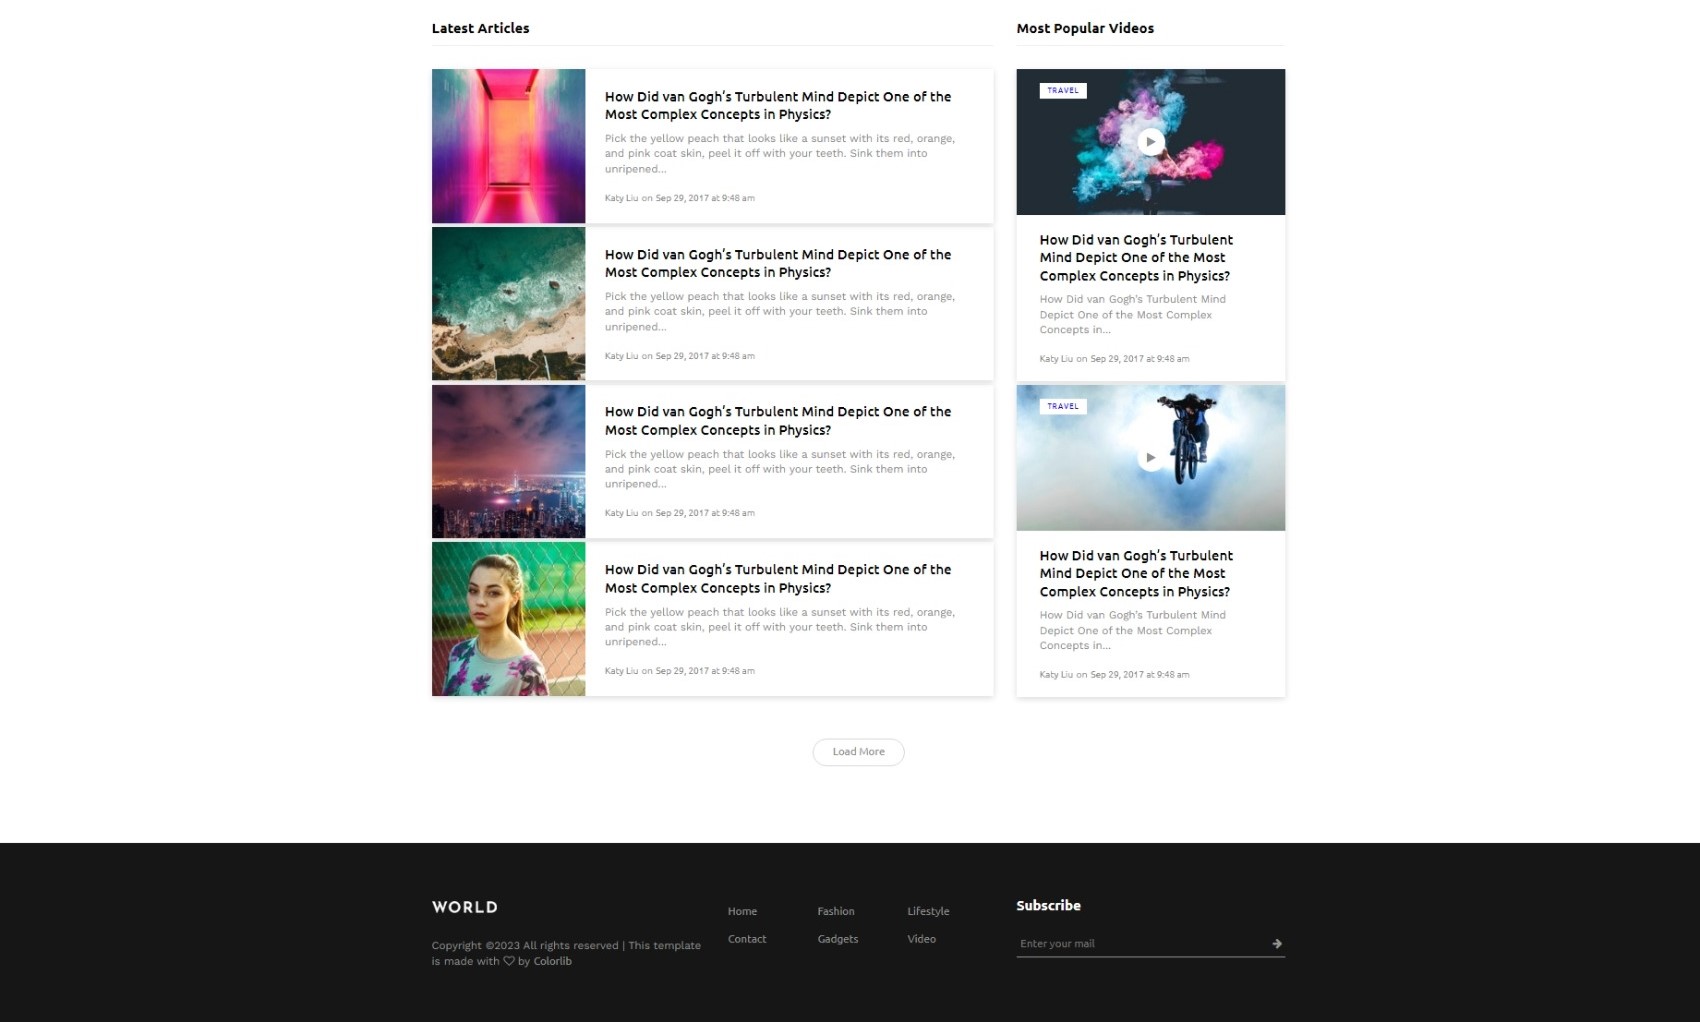 Latest Articles
How Did van Gogh's Turbulent Mind Depict One of the
Most Complex Concepts in Physics?
Pick the yellow peach that looks like a sunset with its red, orange,
and pink coat skin, peel it off with your teeth. Sink them into
unripened...
Katy Liu on Sep 29, 2017 at 9:48 am
How Did van Gogh's Turbulent Mind Depict One of the
Most Complex Concepts in Physics?
Pick the yellow peach that looks like a sunset with its red, orange,
and pink coat skin, peel it off with your teeth. Sink them into
unripened...
Katy Liu on Sep 29, 2017 at 9:48 am
How Did van Gogh's Turbulent Mind Depict One of the
Most Complex Concepts in Physics?
Pick the yellow peach that looks like a sunset with its red, orange,
and pink coat skin, peel it off with your teeth. Sink them into
unripened...
Katy Liu on Sep 29, 2017 at 9:48 am
How Did van Gogh's Turbulent Mind Depict One of the
Most Complex Concepts in Physics?
Pick the yellow peach that looks like a sunset with its red, orange,
and pink coat skin, peel it off with your teeth. Sink them into
unripened...
Katy Liu on Sep 29, 2017 at 9:48 am
Most Popular Videos
TRAVEL
How Did van Gogh's Turbulent
Mind Depict One of the Most
Complex Concepts in Physics?
How Did van Gogh's Turbulent Mind
Depict One of the Most Complex
Concepts in...
Katy Liu on Sep 29, 2017 at 9:48 am
TRAVEL
How Did van Gogh's Turbulent
Mind Depict One of the Most
Complex Concepts in Physics?
How Did van Gogh's Turbulent Mind
Depict One of the Most Complex
Concepts in...
Katy Liu on Sep 29, 2017 at 9:48 am
Load More
WORLD
Copyright ©2023 All rights reserved | This template
is made with ♡ by Colorlib
Home Fashion Lifestyle
Contact Gadgets Video
Subscribe
Enter your mail